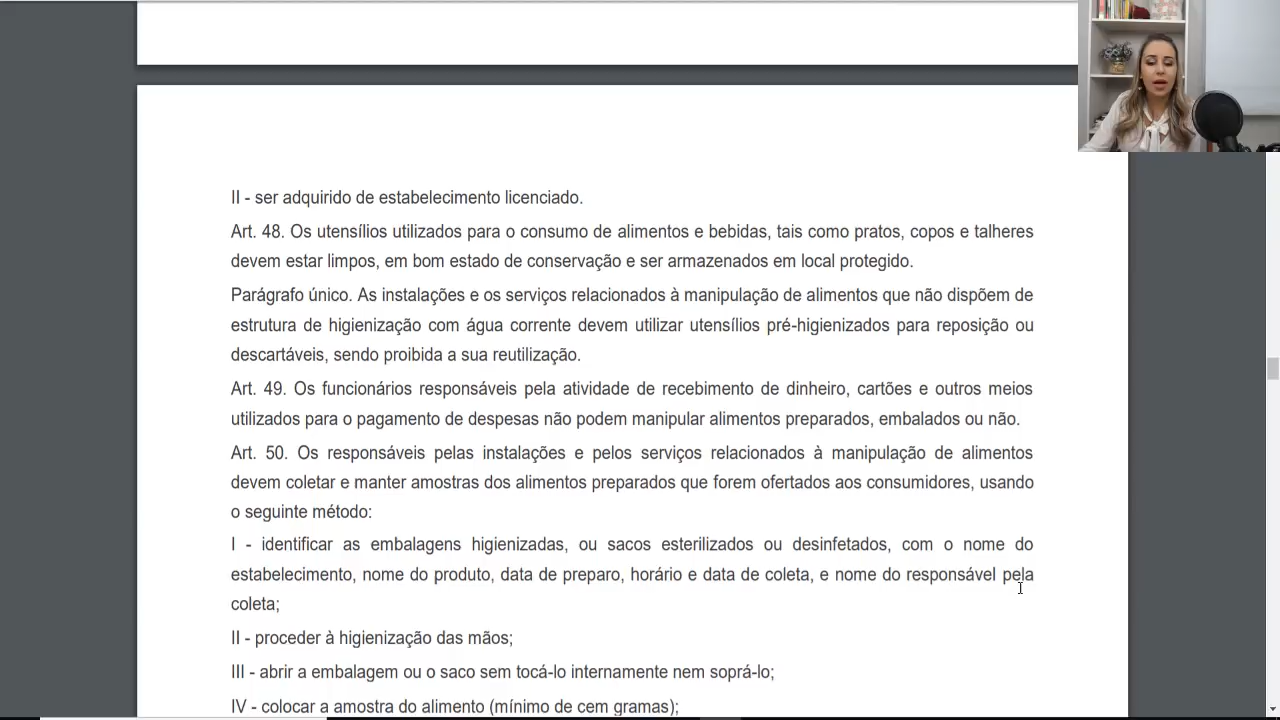 II - ser adquirido de estabelecimento licenciado.
Art. 48. Os utensílios utilizados para o consumo de alimentos e bebidas, tais como pratos, copos e talheres
devem estar limpos, em bom estado de conservação e ser armazenados em local protegido.
Parágrafo único. As instalações e os serviços relacionados à manipulação de alimentos que não dispõem de
estrutura de higienização com água corrente devem utilizar utensílios pré-higienizados para reposição ou
descartáveis, sendo proibida a sua reutilização.
Art. 49. Os funcionários responsáveis pela atividade de recebimento de dinheiro, cartões e outros meios
utilizados para o pagamento de despesas não podem manipular alimentos preparados, embalados ou não.
Art. 50. Os responsáveis pelas instalações e pelos serviços relacionados à manipulação de alimentos
devem coletar e manter amostras dos alimentos preparados que forem ofertados aos consumidores, usando
o seguinte método:
I - identificar as embalagens higienizadas, ou sacos esterilizados ou desinfetados, com o nome do
estabelecimento, nome do produto, data de preparo, horário e data de coleta, e nome do responsável pela
coleta;
II - proceder à higienização das mãos;
III - abrir a embalagem ou o saco sem tocá-lo internamente nem soprá-lo;
IV - colocar a amostra do alimento (mínimo de cem gramas);